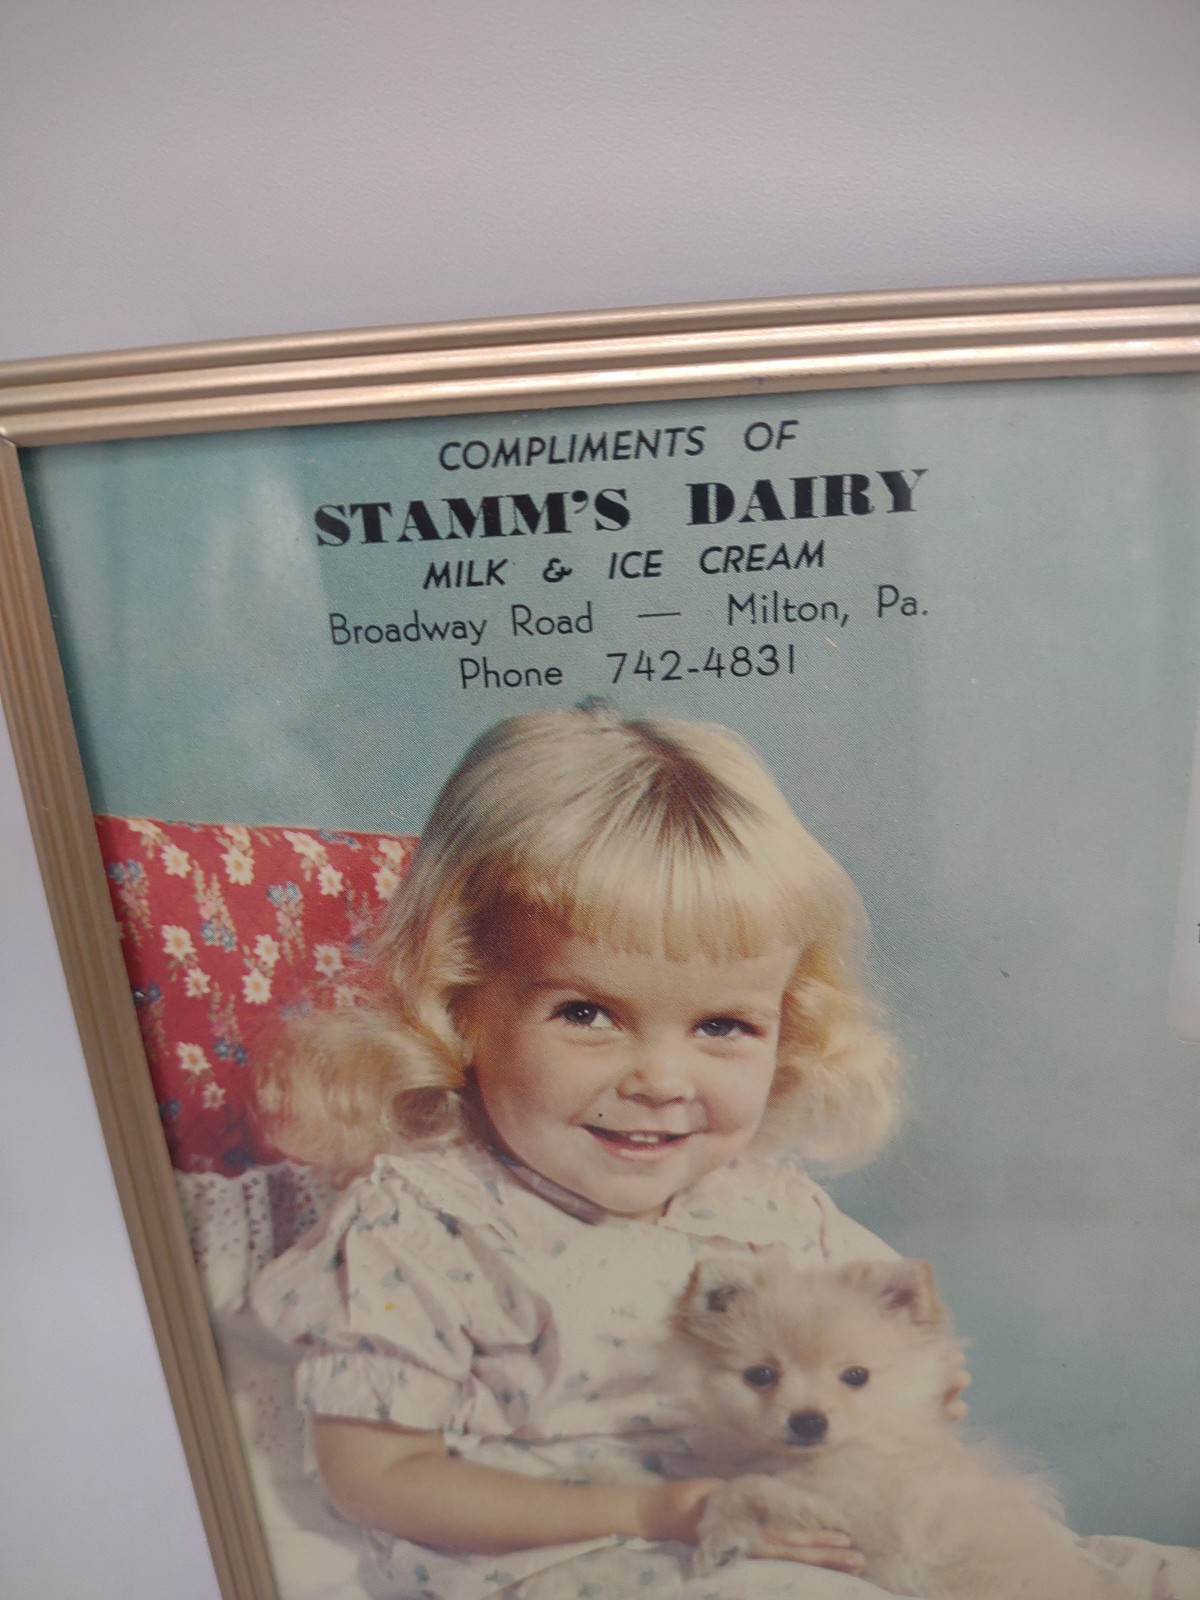 COMPLIMENTS OF
STAMM'S DAIRY
MILK & ICE CREAM
Broadway Road — Milton, Pa.
Phone 742-4831